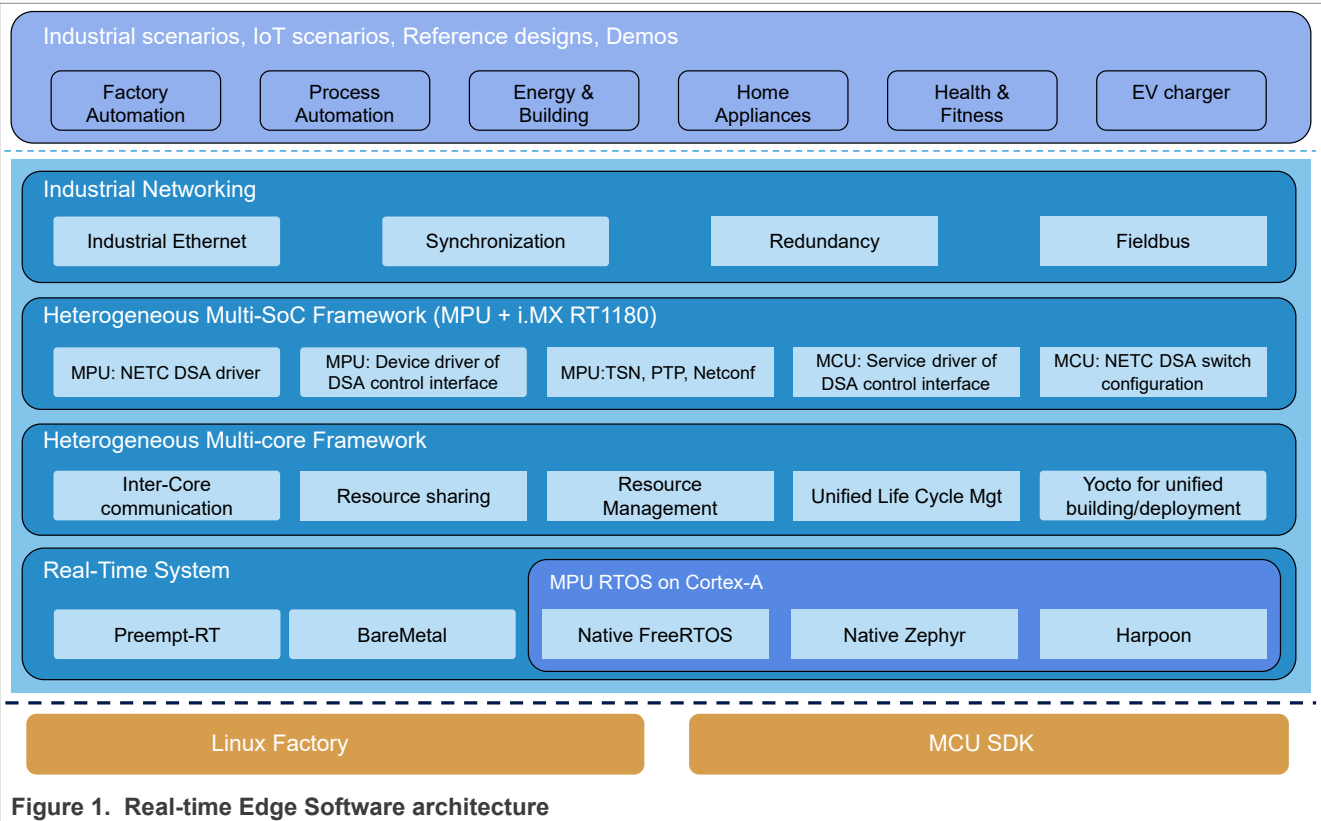 Industrial scenarios, IoT scenarios, Reference designs, Demos
Factory
Automation
Process
Automation
Energy &
Building
Home
Appliances
Health &
Fitness
EV charger
Industrial Networking
Industrial Ethernet
Synchronization
Redundancy
Fieldbus
Heterogeneous Multi-SoC Framework (MPU + i.MX RT1180)
MPU: NETC DSA driver
MPU: Device driver of
DSA control interface
MPU:TSN, PTP, Netconf
MCU: Service driver of
DSA control interface
MCU: NETC DSA switch
configuration
Heterogeneous Multi-core Framework
Inter-Core
communication
Resource sharing
Resource
Management
Unified Life Cycle Mgt
Yocto for unified
building/deployment
Real-Time System
Preempt-RT
BareMetal
MPU RTOS on Cortex-A
Native FreeRTOS
Native Zephyr
Harpoon
Linux Factory
MCU SDK
Figure 1. Real-time Edge Software architecture